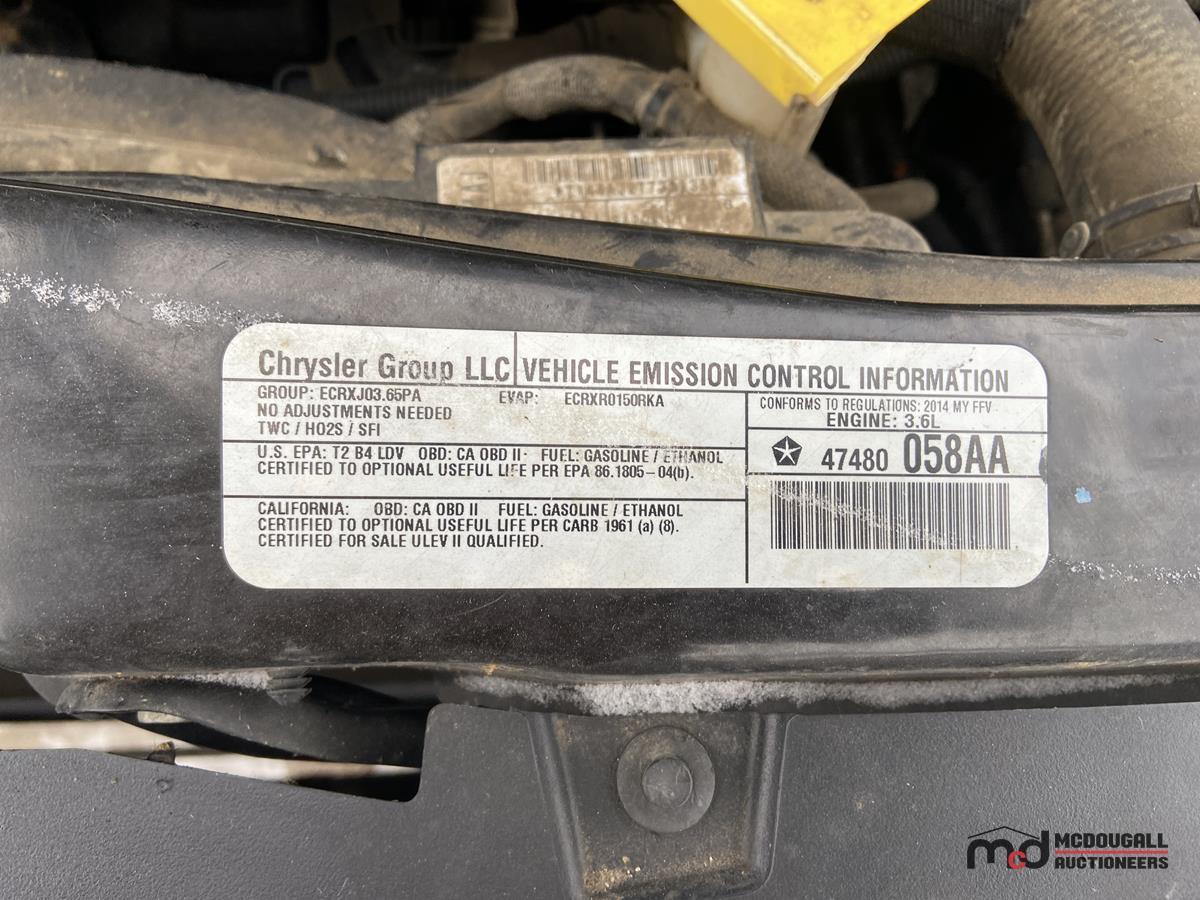 Chrysler Group LLC
VEHICLE EMISSION CONTROL INFORMATION
GROUP: ECRXJ03.65PA EVAP: ECRXR0150RKA
NO ADJUSTMENTS NEEDED
TWC / HO2S / SFI
CONFORMS TO REGULATIONS: 2014 MY FFV
ENGINE: 3.6L
U.S. EPA: T2 B4 LDV OBD: CA OBD II FUEL: GASOLINE / ETHANOL
CERTIFIED TO OPTIONAL USEFUL LIFE PER EPA 86.1805-04(b).
47480 058AA
CALIFORNIA: OBD: CA OBD II FUEL: GASOLINE / ETHANOL
CERTIFIED TO OPTIONAL USEFUL LIFE PER CARB 1961 (a) (8).
CERTIFIED FOR SALE ULEV II QUALIFIED.
mcd MCDOUGALL
AUCTIONEERS